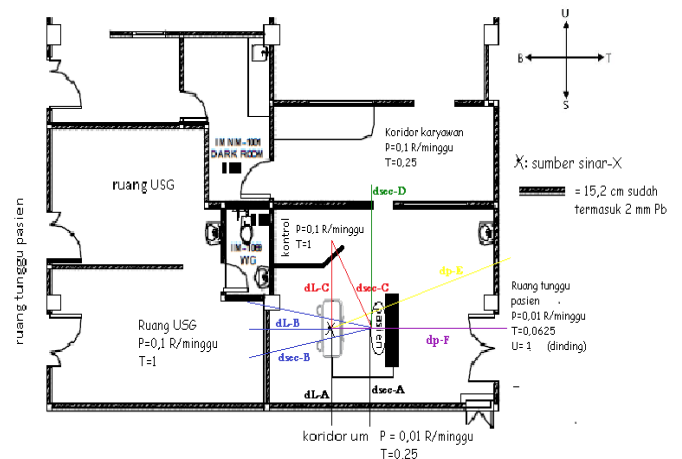 U
B
T
S
Koridor karyawan
P=0,1 R/minggu
T=0,25
IM NM-1001
DARK ROOM
X: sumber sinar-X
= 15,2 cm sudah
termasuk 2 mm Pb
ruang USG
dsec-D
ruang tunggu pasien
kontrol
P=0,1 R/minggu
T=1
WG
dp-K
dL-C
dsec-C
pasien
Ruang tunggu
pasien
P=0,01 R/minggu
T=0,0625
U= 1 (dinding)
dL-B
Ruang USG
P=0,1 R/minggu
T=1
dp-F
dsec-B
dL-A
dsec-A
koridor um P = 0,01 R/minggu
T=0.25